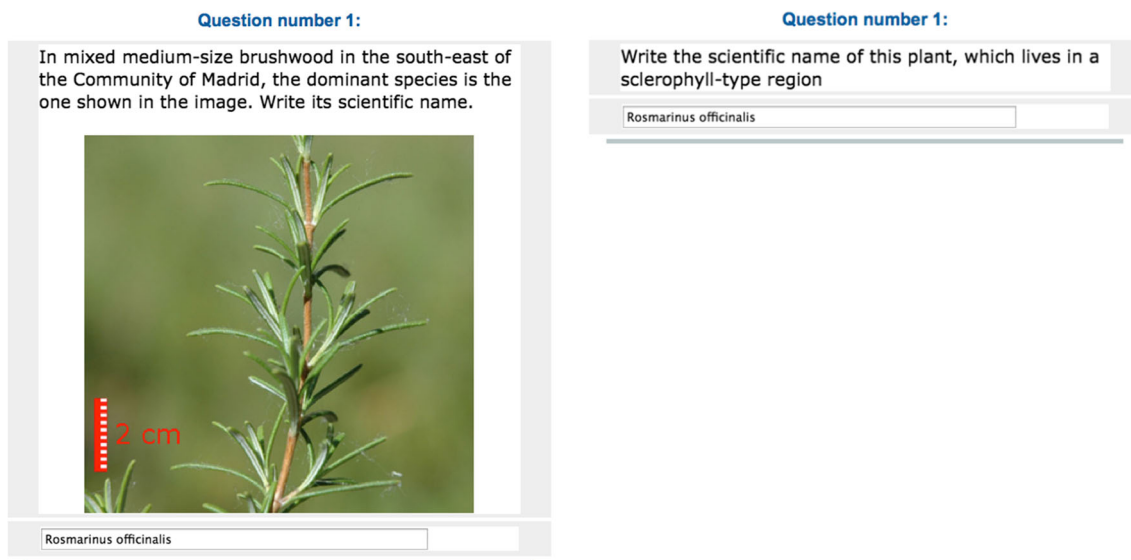 Question number 1:
In mixed medium-size brushwood in the south-east of
the Community of Madrid, the dominant species is the
one shown in the image. Write its scientific name.
2 cm
Rosmarinus officinalis
Question number 1:
Write the scientific name of this plant, which lives in a
sclerophyll-type region
Rosmarinus officinalis